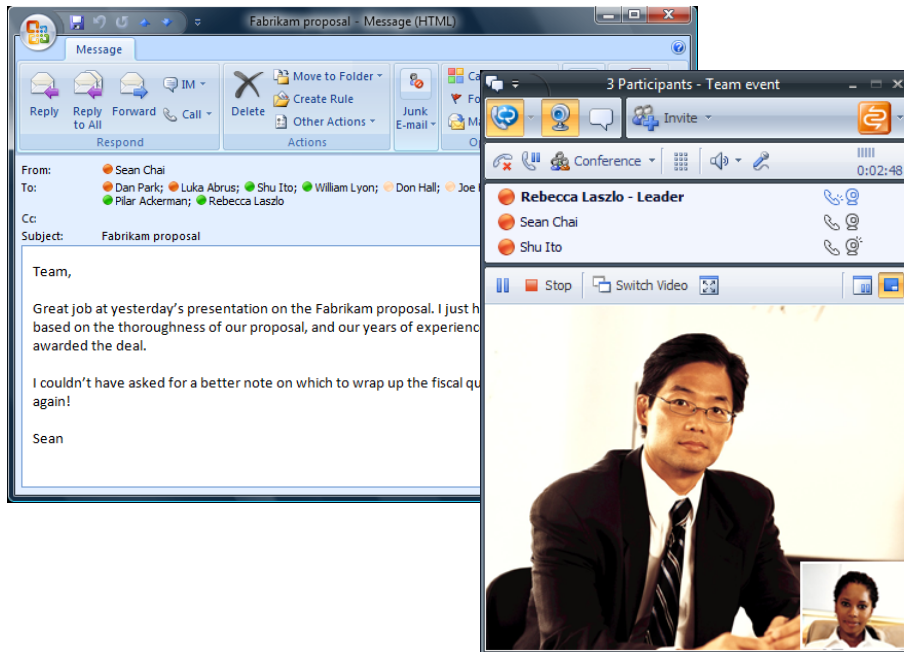 Fabrikam proposal - Message (HTML)
Message
Reply
Reply to All
Forward
IM
Call
Respond
Delete
Move to Folder
Create Rule
Other Actions
Actions
Junk E-mail
From: Sean Chai
To: Dan Park; Luka Abrus; Shu Ito; William Lyon; Don Hall; Joe
Pilar Ackerman; Rebecca Laszlo
Cc:
Subject: Fabrikam proposal
Team,
Great job at yesterday's presentation on the Fabrikam proposal. I just h
based on the thoroughness of our proposal, and our years of experienc
awarded the deal.
I couldn't have asked for a better note on which to wrap up the fiscal qu
again!
Sean
3 Participants - Team event
Invite
Conference
0:02:48
Rebecca Laszlo - Leader
Sean Chai
Shu Ito
Stop
Switch Video